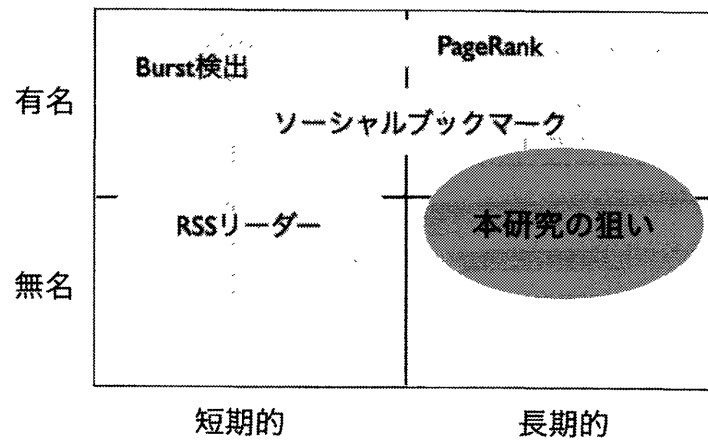 PageRank
Burst検出
有名
ソーシャルブックマーク
RSSリーダー
本研究の狙い
無名
短期的
長期的